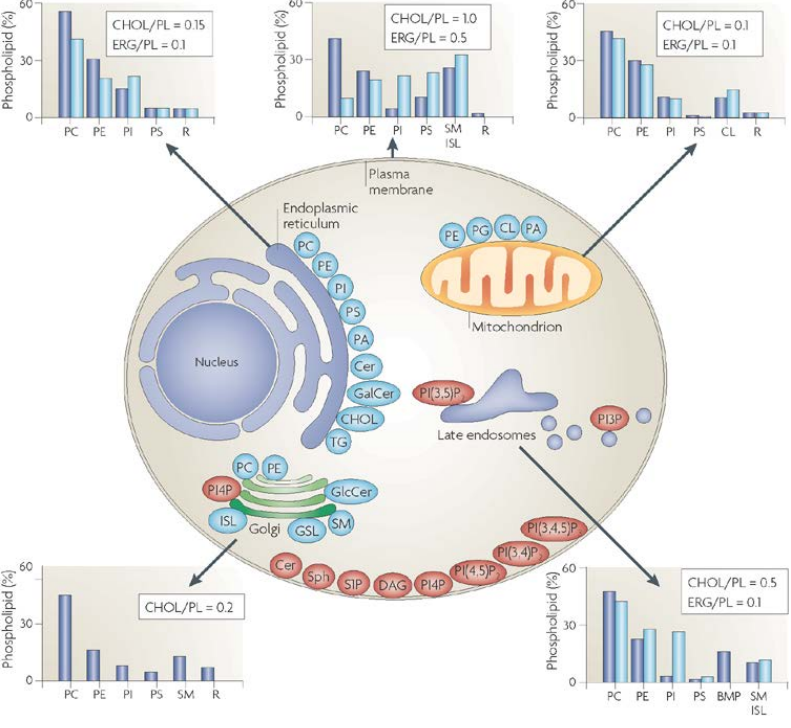 Phospholipid (%)
60
30
0
CHOL/PL = 0.15
ERG/PL = 0.1
PC PE PI PS R
Phospholipid (%)
60
30
0
CHOL/PL = 1.0
ERG/PL = 0.5
PC PE PI PS SM R
ISL
Phospholipid (%)
60
30
0
CHOL/PL = 0.1
ERG/PL = 0.1
PC PE PI PS CL R
Plasma
membrane
Endoplasmic
reticulum
PC
PE
PI
PS
PA
Cer
GalCer
CHOL
TG
PE PG CL PA
Mitochondrion
Nucleus
PI(3,5)P2
Late endosomes
PI3P
PC PE
PI4P
GlcCer
ISL
Golgi
GSL
SM
Cer
Sph
S1P
DAG
PI4P
PI(4,5)P2
PI(3,4)P2
PI(3,4,5)P3
Phospholipid (%)
60
30
0
CHOL/PL = 0.2
PC PE PI PS SM R
Phospholipid (%)
60
30
0
CHOL/PL = 0.5
ERG/PL = 0.1
PC PE PI PS BMP SM
ISL